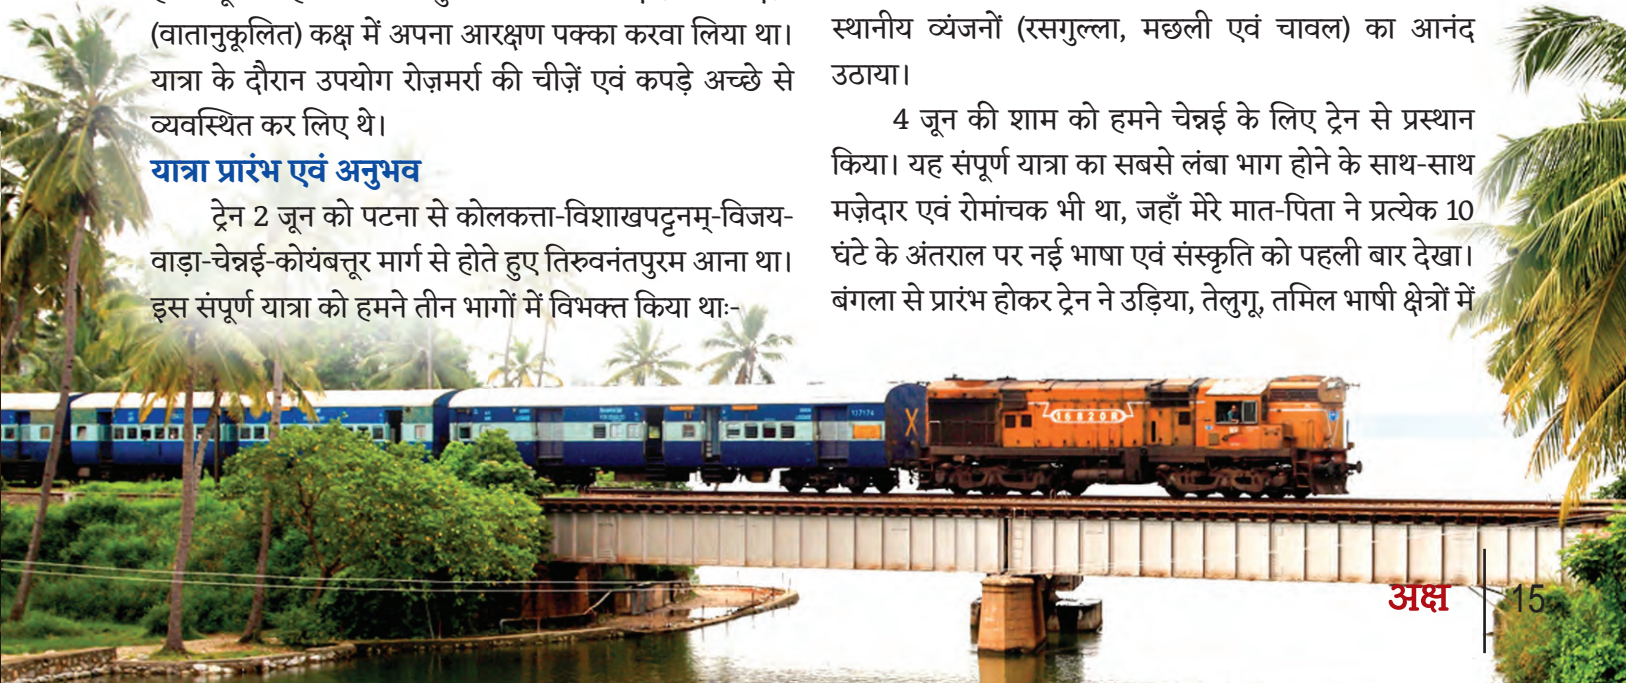 (वातानुकूलित) कक्ष में अपना आरक्षण पक्का करवा लिया था।
यात्रा के दौरान उपयोग रोज़मर्रा की चीज़ें एवं कपड़े अच्छे से
व्यवस्थित कर लिए थे।
यात्रा प्रारंभ एवं अनुभव
ट्रेन 2 जून को पटना से कोलकत्ता-विशाखपट्टनम्-विजय-
वाड़ा-चेन्नई-कोयंबत्तूर मार्ग से होते हुए तिरुवनंतपुरम आना था।
इस संपूर्ण यात्रा को हमने तीन भागों में विभक्त किया थाः-
स्थानीय व्यंजनों (रसगुल्ला, मछली एवं चावल) का आनंद
उठाया।
4 जून की शाम को हमने चेन्नई के लिए ट्रेन से प्रस्थान
किया। यह संपूर्ण यात्रा का सबसे लंबा भाग होने के साथ-साथ
मज़ेदार एवं रोमांचक भी था, जहाँ मेरे मात-पिता ने प्रत्येक 10
घंटे के अंतराल पर नई भाषा एवं संस्कृति को पहली बार देखा।
बंगला से प्रारंभ होकर ट्रेन ने उड़िया, तेलुगू, तमिल भाषी क्षेत्रों में
16820R
अक्ष 15